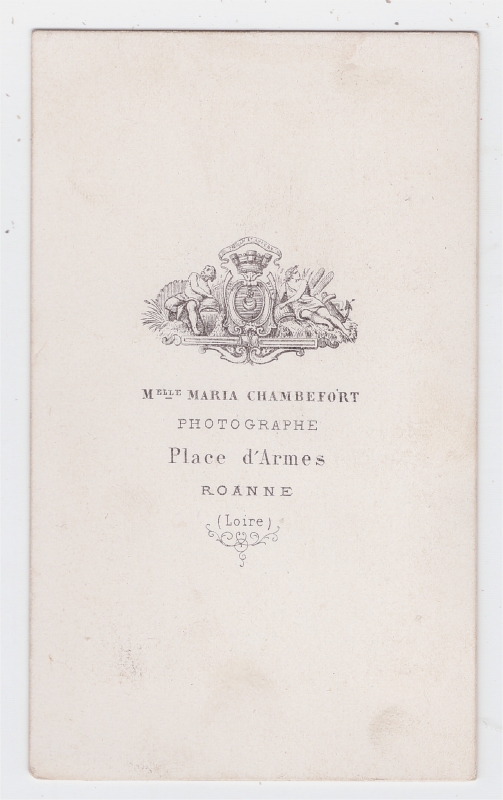 Melle MARIA CHAMBEFORT
PHOTOGRAPHE
Place d'Armes
ROANNE
(Loire)